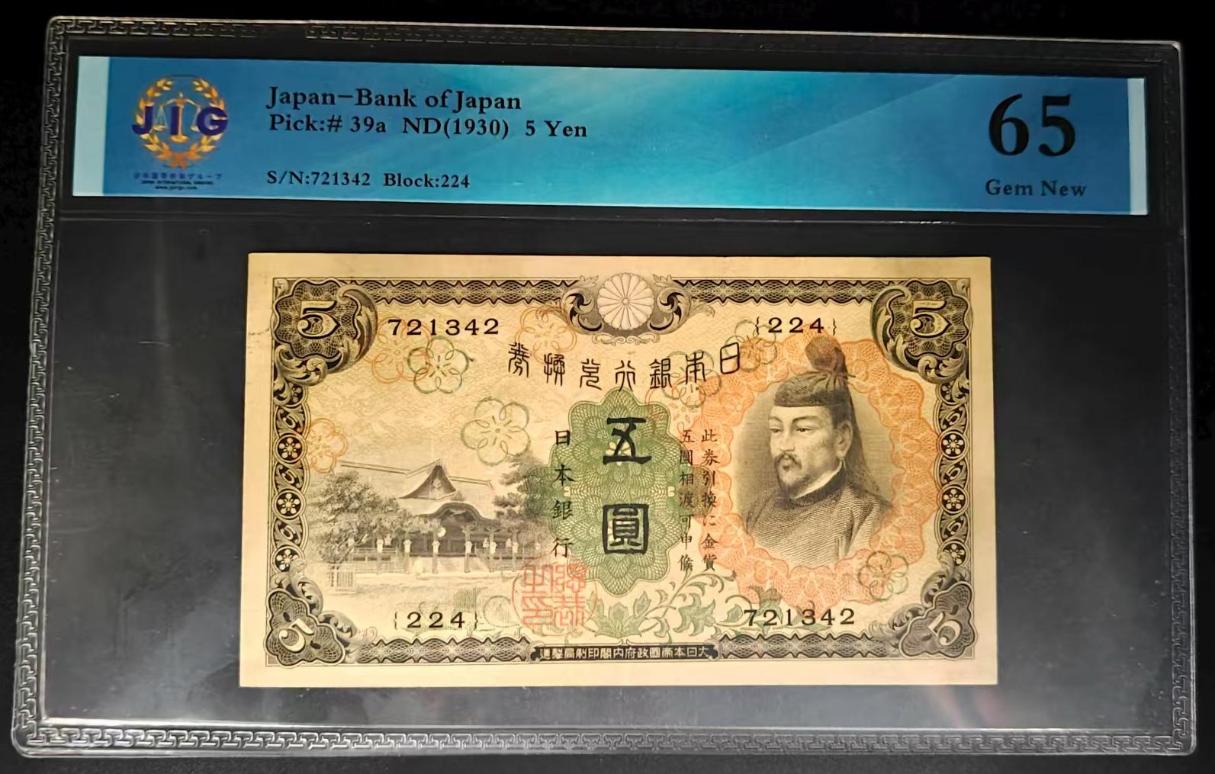 JIG
Japan-Bank of Japan
Pick:# 39a ND(1930) 5 Yen
S/N:721342 Block:224
65
Gem New
5
721342
{224}
5
日本銀行兌換券
此券引換に金貨
五圓相渡可申候
五圓
日本銀行
{224}
721342
5
5
大日本帝國政府内閣印刷局製造